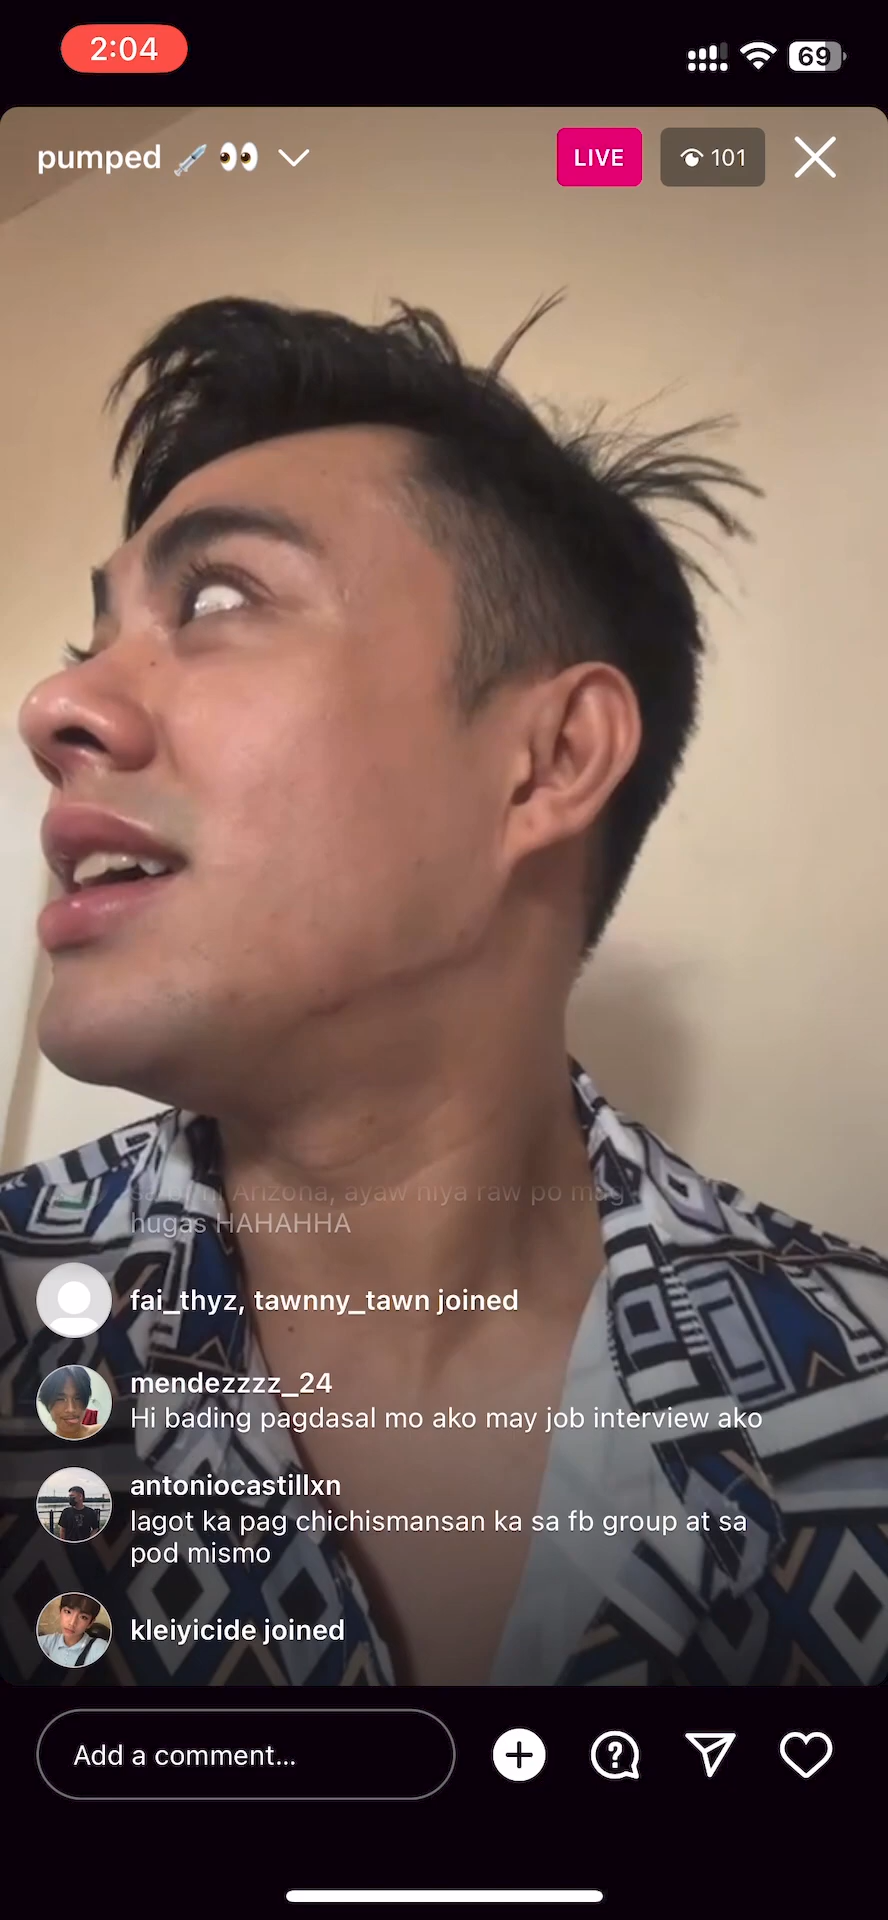 2:04
69
pumped 💉 👀
LIVE
101
Arizona, ayaw niya raw po mag
hugas HAHAHHA
fai_thyz, tawnny_tawn joined
mendezzzz_24
Hi bading pagdasal mo ako may job interview ako
antoniocastillxn
lagot ka pag chichismansan ka sa fb group at sa
pod mismo
kleiyicide joined
Add a comment...